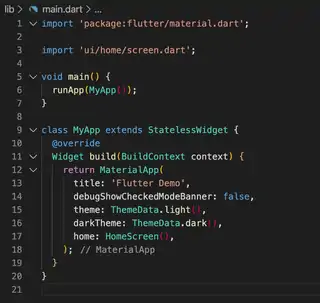 lib > main.dart > ...
1 import 'package:flutter/material.dart';
2
3 import 'ui/home/screen.dart';
4
5 void main() {
6 runApp(MyApp());
7 }
8
9 class MyApp extends StatelessWidget {
10 @override
11 Widget build(BuildContext context) {
12 return MaterialApp(
13 title: 'Flutter Demo',
14 debugShowCheckedModeBanner: false,
15 theme: ThemeData.light(),
16 darkTheme: ThemeData.dark(),
17 home: HomeScreen(),
18 ); // MaterialApp
19 }
20 }
21